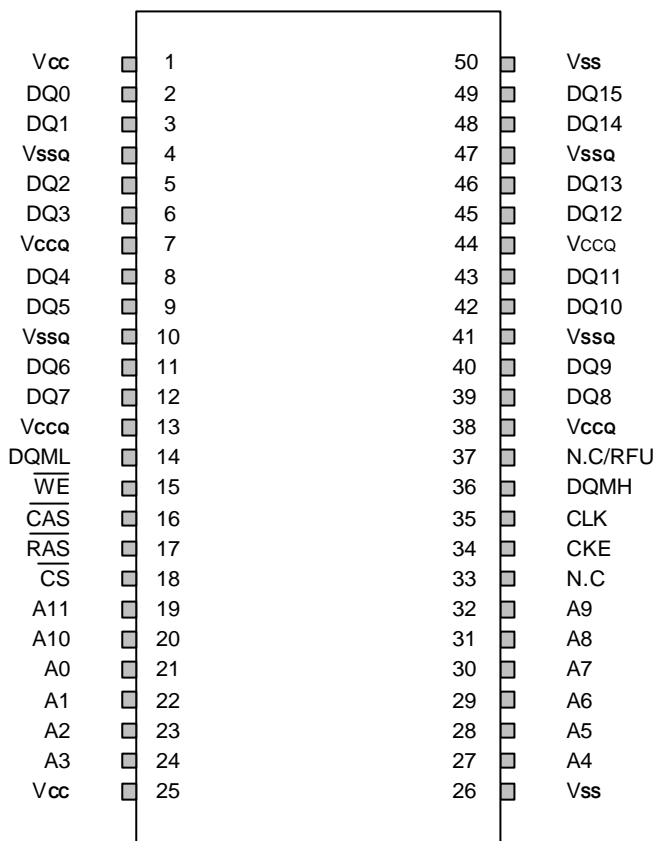 Vcc 1 50 Vss
DQ0 2 49 DQ15
DQ1 3 48 DQ14
VssQ 4 47 VssQ
DQ2 5 46 DQ13
DQ3 6 45 DQ12
VccQ 7 44 VccQ
DQ4 8 43 DQ11
DQ5 9 42 DQ10
VssQ 10 41 VssQ
DQ6 11 40 DQ9
DQ7 12 39 DQ8
VccQ 13 38 VccQ
DQML 14 37 N.C/RFU
W̅E̅ 15 36 DQMH
C̅A̅S̅ 16 35 CLK
R̅A̅S̅ 17 34 CKE
C̅S̅ 18 33 N.C
A11 19 32 A9
A10 20 31 A8
A0 21 30 A7
A1 22 29 A6
A2 23 28 A5
A3 24 27 A4
Vcc 25 26 Vss